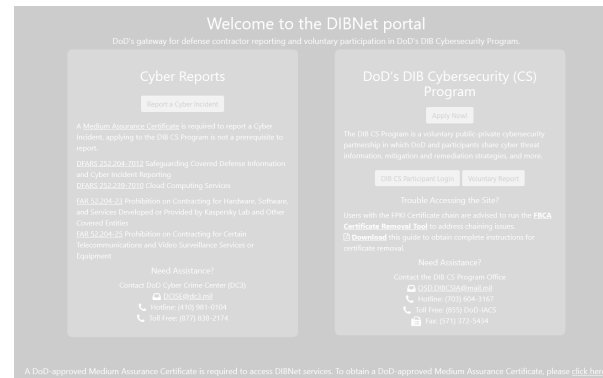 Welcome to the DIBNet portal
DoD's gateway for defense contractor reporting and voluntary participation in DoD's DIB Cybersecurity Program.
Cyber Reports
Report a Cyber Incident
A Medium Assurance Certificate is required to report a Cyber
Incident, applying to the DIB CS Program is not a prerequisite to
report.
DFARS 252.204-7012 Safeguarding Covered Defense Information
and Cyber Incident Reporting
DFARS 252.239-7010 Cloud Computing Services
FAR 52.204-23 Prohibition on Contracting for Hardware, Software,
and Services Developed or Provided by Kaspersky Lab and Other
Covered Entities
FAR 52.204-25 Prohibition on Contracting for Certain
Telecommunications and Video Surveillance Services or
Equipment
Need Assistance?
Contact DoD Cyber Crime Center (DC3)
DCISE@dc3.mil
Hotline: (410) 981-0104
Toll Free: (877) 838-2174
DoD's DIB Cybersecurity (CS)
Program
Apply Now!
The DIB CS Program is a voluntary public-private cybersecurity
partnership in which DoD and participants share cyber threat
information, mitigation and remediation strategies, and more.
DIB CS Participant Login Voluntary Report
Trouble Accessing the Site?
Users with the FPKI Certificate chain are advised to run the FBCA
Certificate Removal Tool to address chaining issues.
Download this guide to obtain complete instructions for
certificate removal.
Need Assistance?
Contact the DIB CS Program Office
OSD.DIBCSIA@mail.mil
Hotline: (703) 604-3167
Toll Free: (855) DoD-IACS
Fax: (571) 372-5434
A DoD-approved Medium Assurance Certificate is required to access DIBNet services. To obtain a DoD-approved Medium Assurance Certificate, please click here